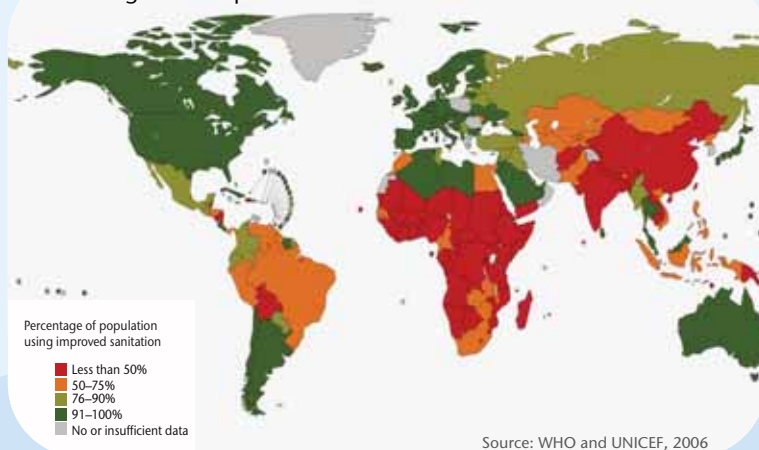 Percentage of population
using improved sanitation
Less than 50%
50–75%
76–90%
91–100%
No or insufficient data
Source: WHO and UNICEF, 2006